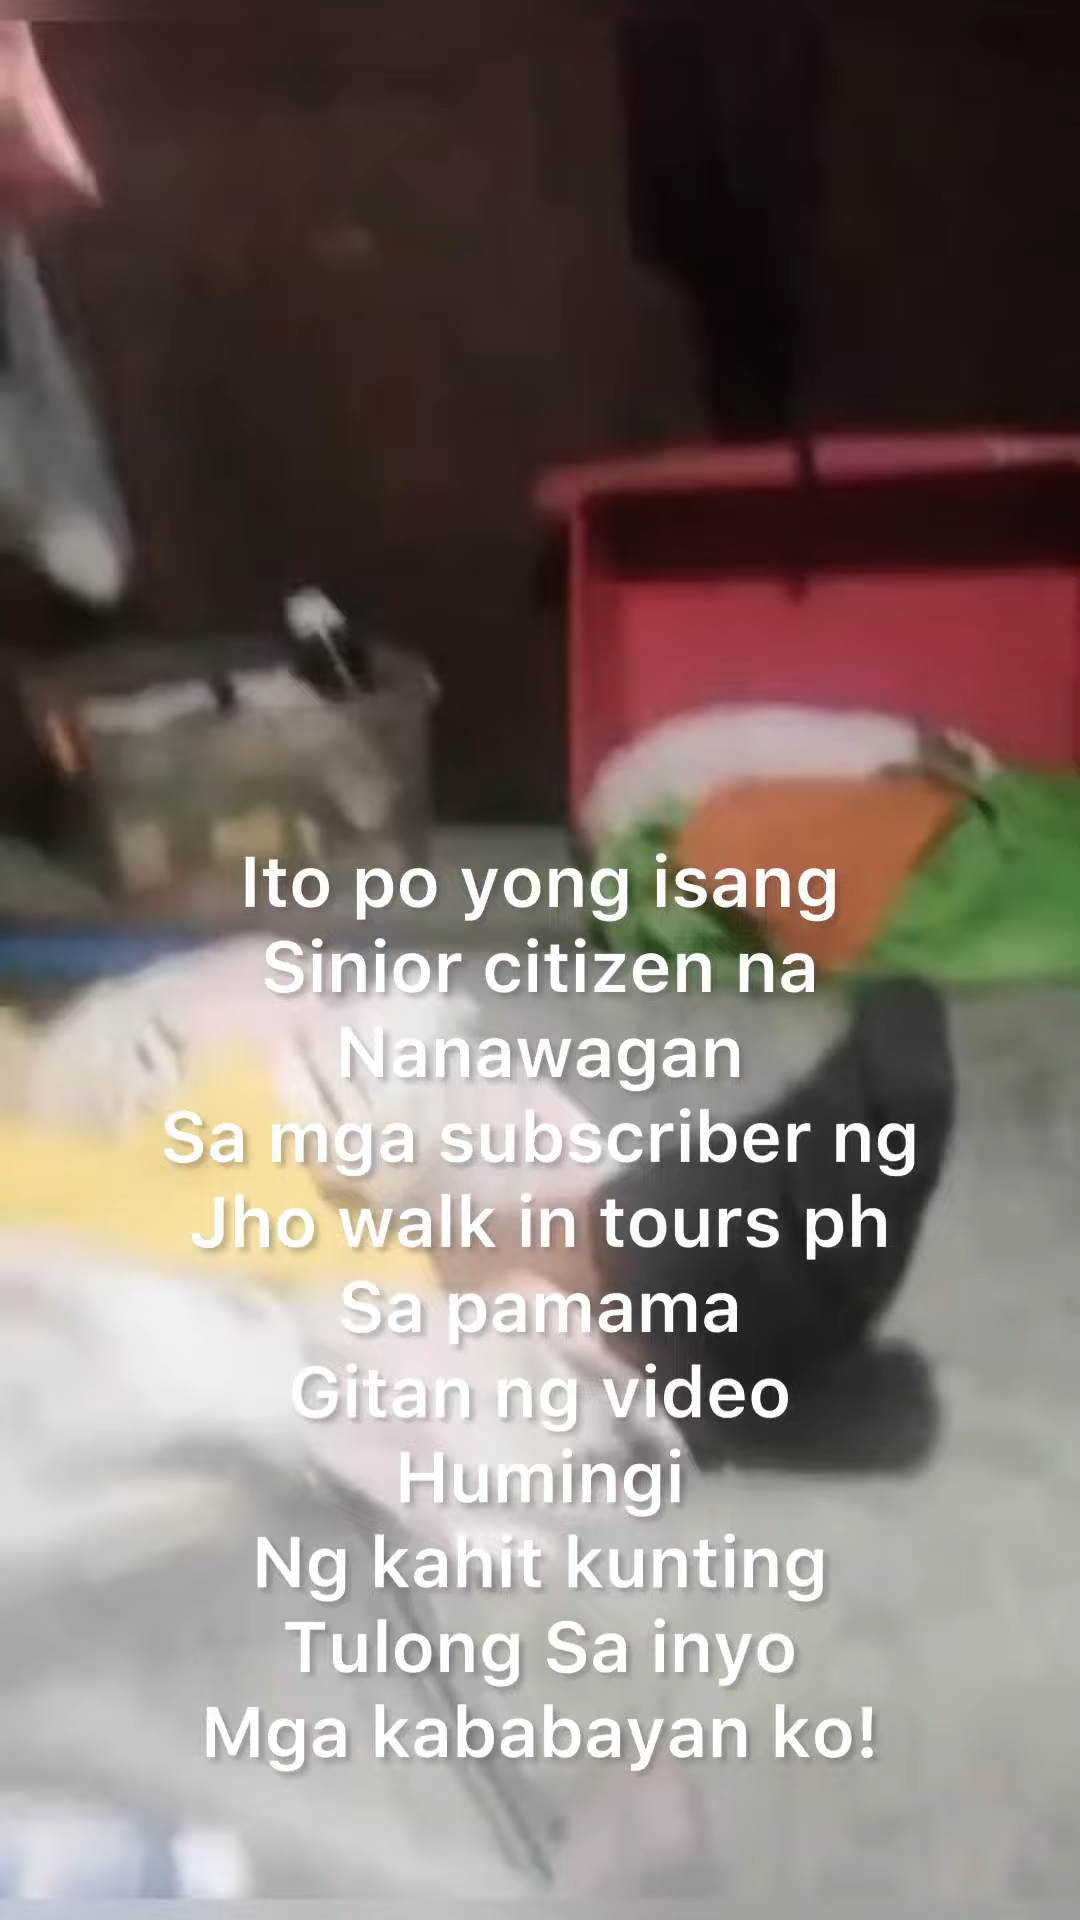 Ito po yong isang
Sinior citizen na
Nanawagan
Sa mga subscriber ng
Jho walk in tours ph
Sa pamama
Gitan ng video
Humingi
Ng kahit kunting
Tulong Sa inyo
Mga kababayan ko!